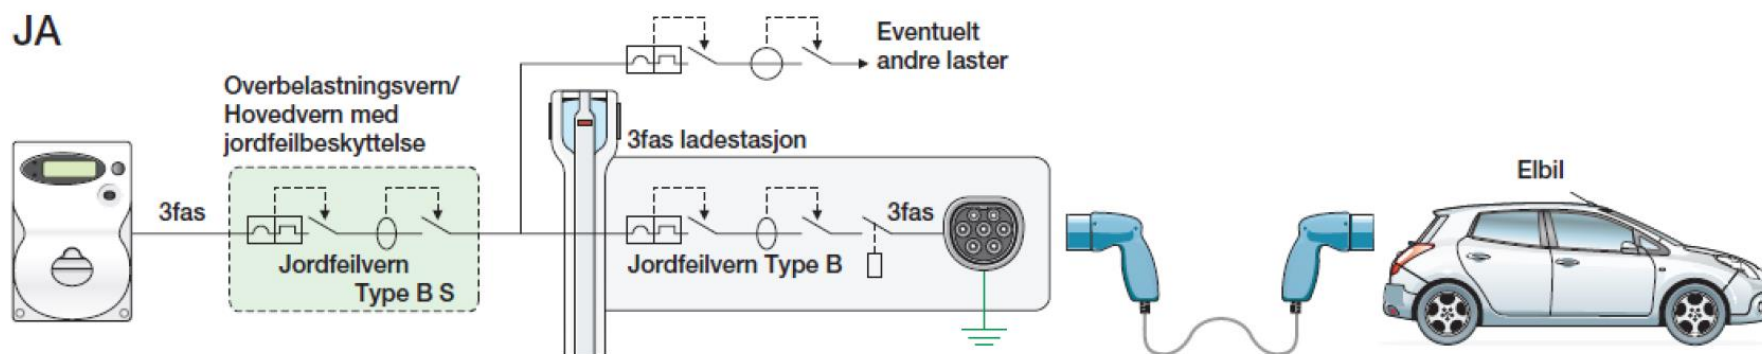 JA
Eventuelt
andre laster
Overbelastningsvern/
Hovedvern med
jordfeilbeskyttelse
3fas ladestasjon
Elbil
3fas
3fas
Jordfeilvern
Type B S
Jordfeilvern Type B